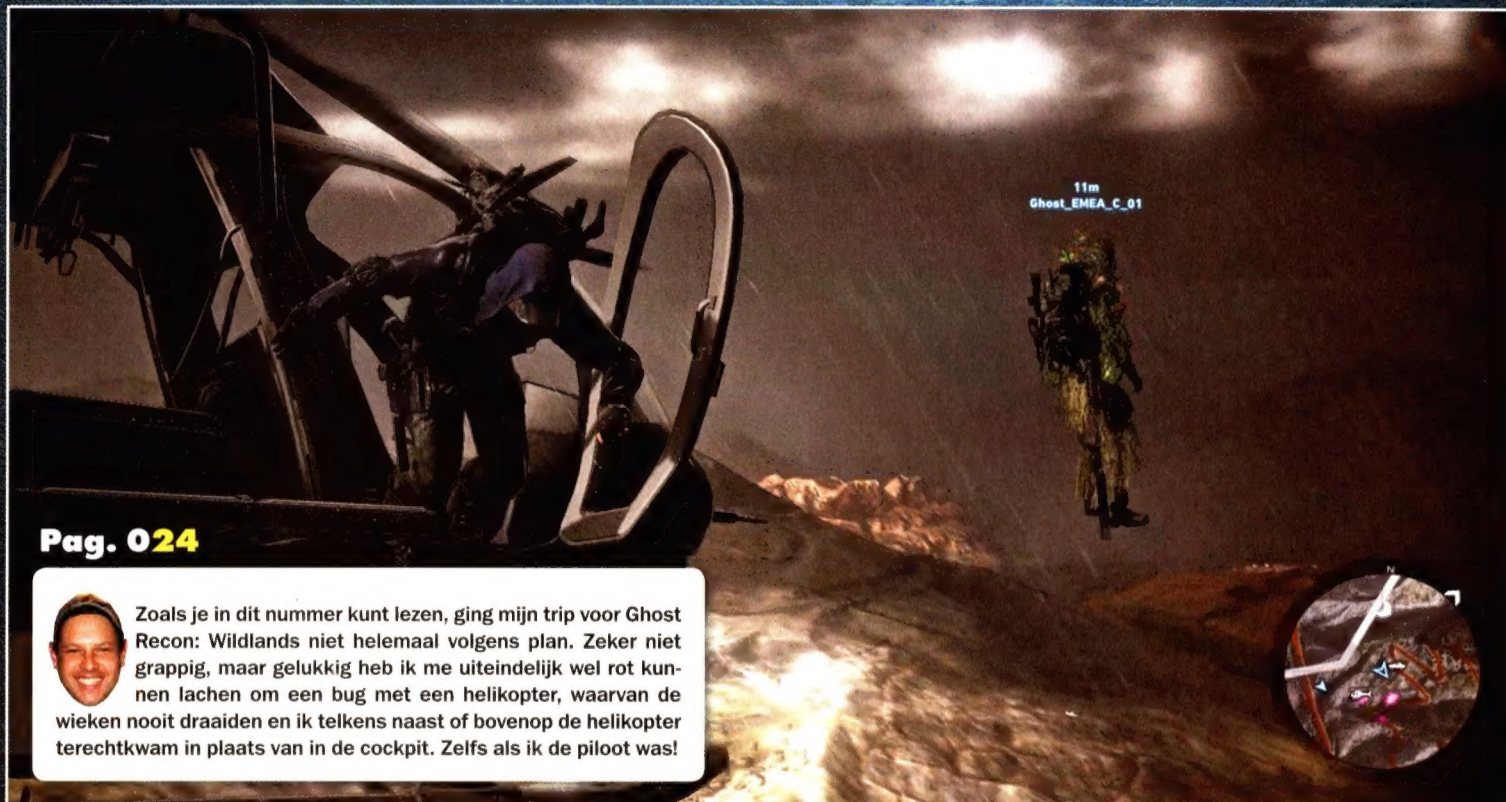 11m
Ghost_EMEA_C_01
N
Pag. 024
Zoals je in dit nummer kunt lezen, ging mijn trip voor Ghost
Recon: Wildlands niet helemaal volgens plan. Zeker niet
grappig, maar gelukkig heb ik me uiteindelijk wel rot kun-
nen lachen om een bug met een helikopter, waarvan de
wieken nooit draaiden en ik telkens naast of bovenop de helikopter
terechtkwam in plaats van in de cockpit. Zelfs als ik de piloot was!